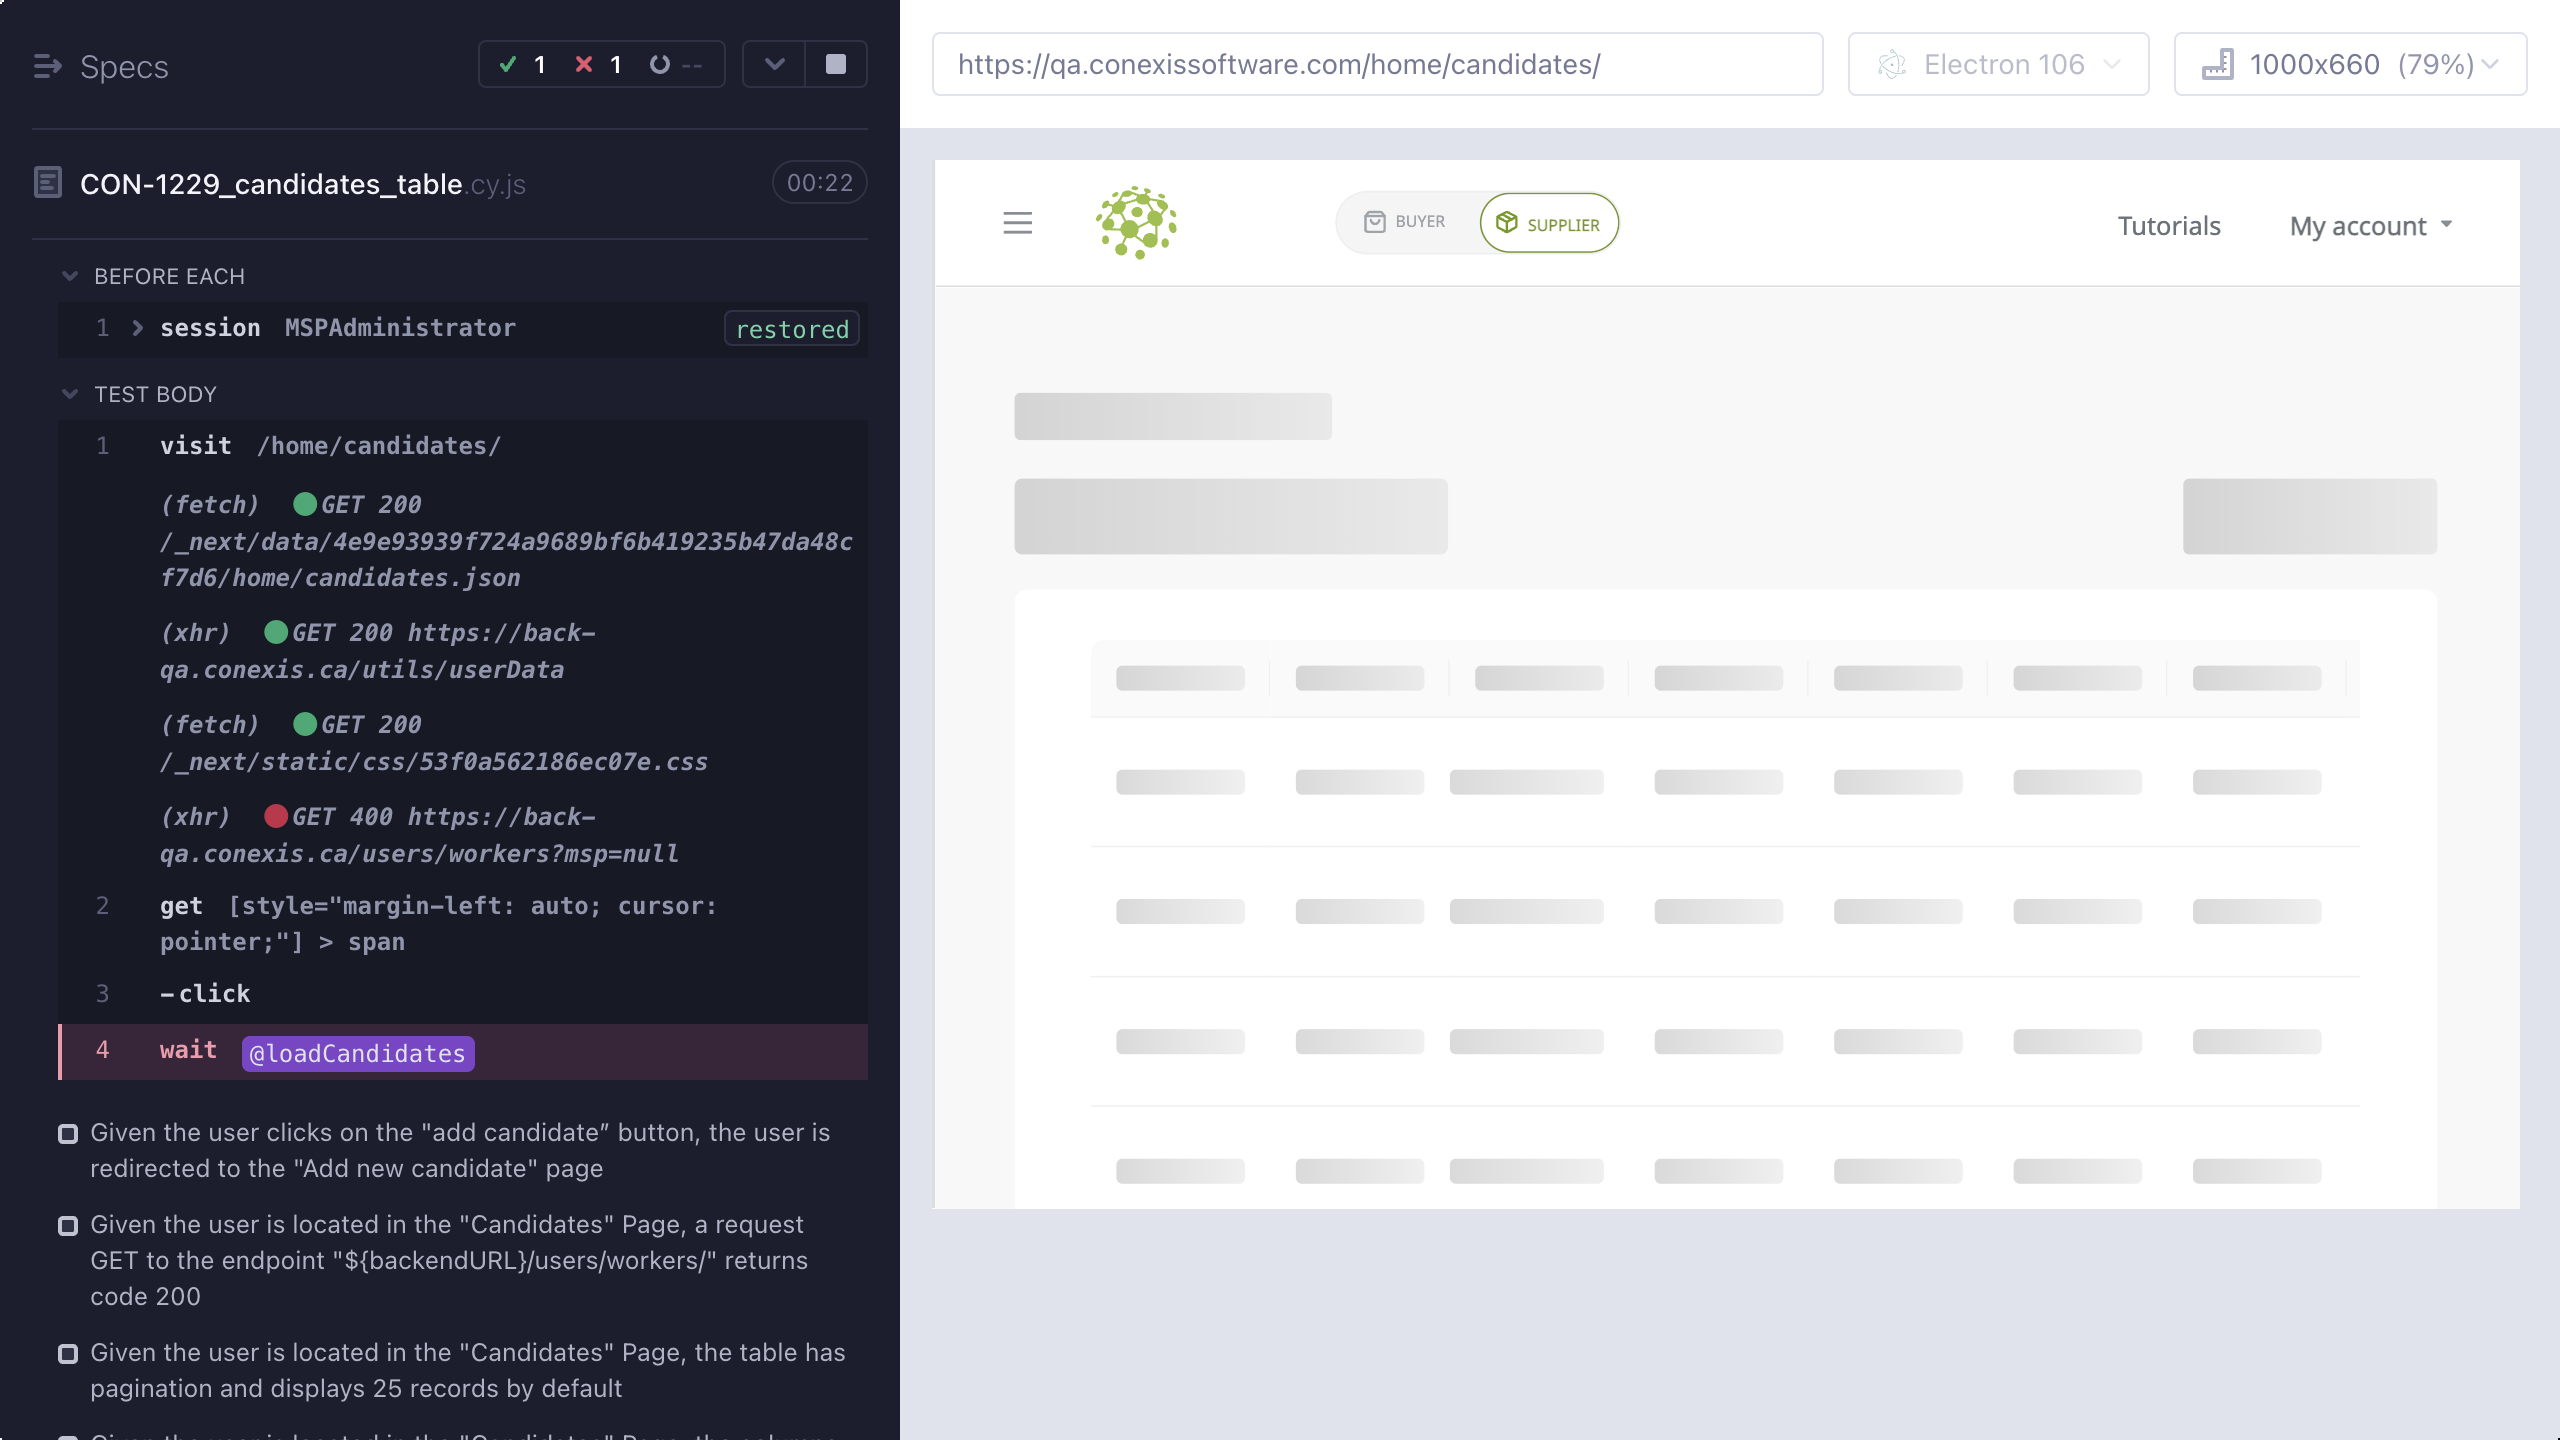 Specs
1 1 --
CON-1229_candidates_table.cy.js
00:22
BEFORE EACH
1 session MSPAdministrator restored
TEST BODY
1 visit /home/candidates/
(fetch) GET 200
/_next/data/4e9e93939f724a9689bf6b419235b47da48c
f7d6/home/candidates.json
(xhr) GET 200 https://back-
qa.conexis.ca/utils/userData
(fetch) GET 200
/_next/static/css/53f0a562186ec07e.css
(xhr) GET 400 https://back-
qa.conexis.ca/users/workers?msp=null
2 get [style="margin-left: auto; cursor:
pointer;"] > span
3 -click
4 wait @loadCandidates
Given the user clicks on the "add candidate” button, the user is
redirected to the "Add new candidate" page
Given the user is located in the "Candidates" Page, a request
GET to the endpoint "${backendURL}/users/workers/" returns
code 200
Given the user is located in the "Candidates" Page, the table has
pagination and displays 25 records by default
https://qa.conexissoftware.com/home/candidates/
Electron 106
1000x660 (79%)
BUYER
SUPPLIER
Tutorials
My account